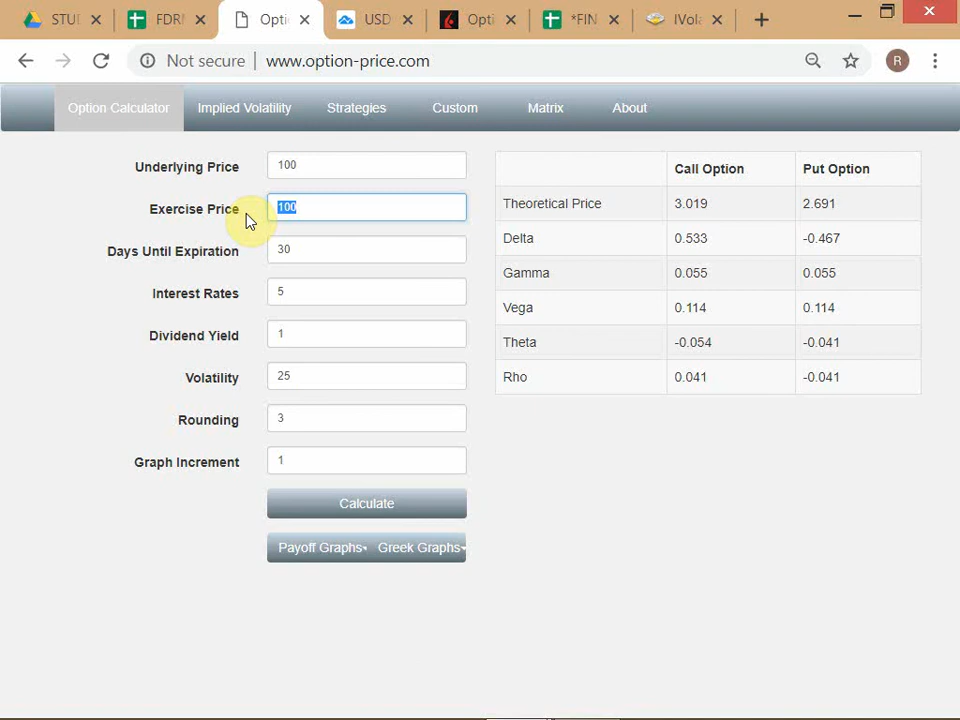 STUI FDRI Opti USD Opti *FIN IVola
Not secure | www.option-price.com R
Option Calculator Implied Volatility Strategies Custom Matrix About
Underlying Price 100
Exercise Price 100
Days Until Expiration 30
Interest Rates 5
Dividend Yield 1
Volatility 25
Rounding 3
Graph Increment 1
Calculate
Payoff Graphs Greek Graphs
Call Option Put Option
Theoretical Price 3.019 2.691
Delta 0.533 -0.467
Gamma 0.055 0.055
Vega 0.114 0.114
Theta -0.054 -0.041
Rho 0.041 -0.041